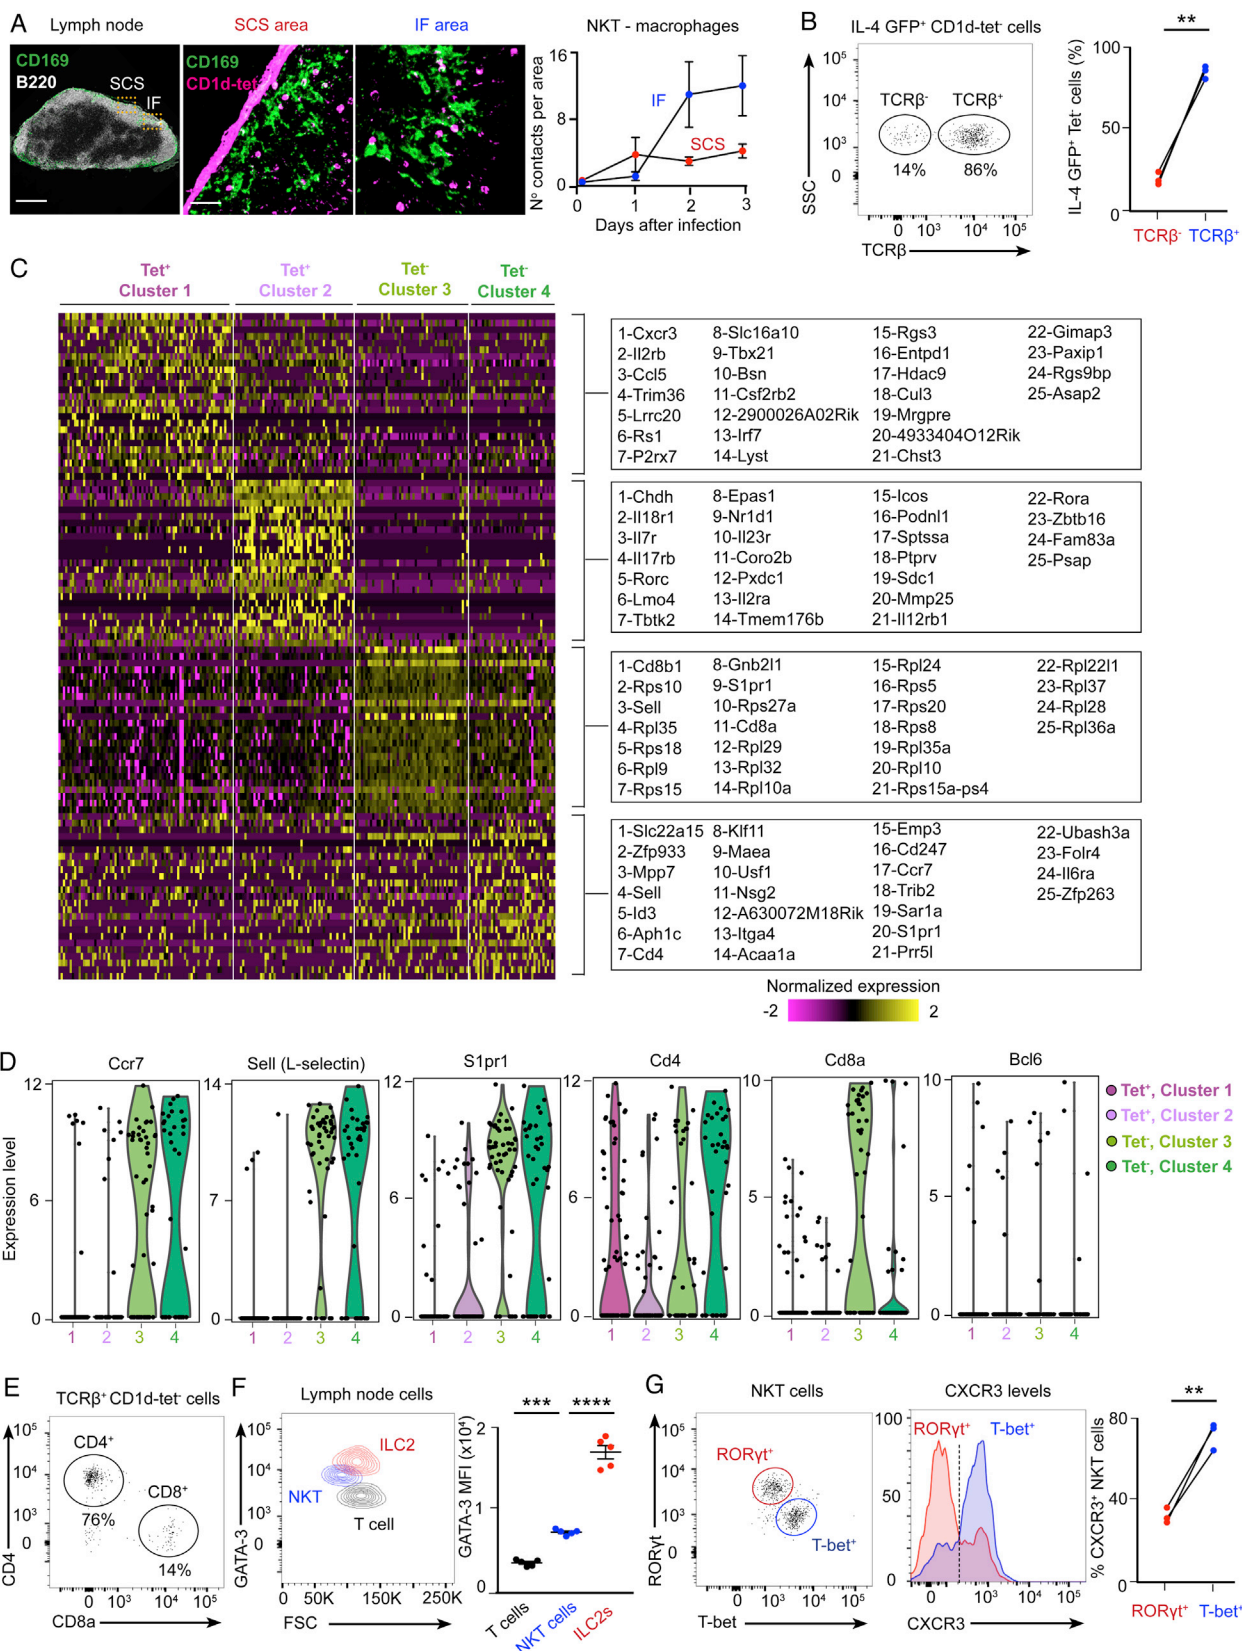 A
Lymph node
SCS area
IF area
NKT - macrophages
CD169
B220
SCS
IF
CD169
CD1d-tet
Nº contacts per area
16
8
0
IF
SCS
0 1 2 3
Days after infection
B
IL-4 GFP⁺ CD1d-tet⁻ cells
SSC
10⁵
10⁴
10³
0
TCRβ⁻ TCRβ⁺
14% 86%
0 10³ 10⁴ 10⁵
TCRβ
**
IL-4 GFP⁺ Tet⁻ cells (%)
100
50
0
TCRβ⁻ TCRβ⁺
C
Tet⁺ Tet⁺ Tet⁻ Tet⁻
Cluster 1 Cluster 2 Cluster 3 Cluster 4
1-Cxcr3 8-Slc16a10 15-Rgs3 22-Gimap3
2-Il2rb 9-Tbx21 16-Entpd1 23-Paxip1
3-Ccl5 10-Bsn 17-Hdac9 24-Rgs9bp
4-Trim36 11-Csf2rb2 18-Cul3 25-Asap2
5-Lrrc20 12-2900026A02Rik 19-Mrgpre
6-Rs1 13-Irf7 20-4933404O12Rik
7-P2rx7 14-Lyst 21-Chst3
1-Chdh 8-Epas1 15-Icos 22-Rora
2-Il18r1 9-Nr1d1 16-Podnl1 23-Zbtb16
3-Il7r 10-Il23r 17-Sptssa 24-Fam83a
4-Il17rb 11-Coro2b 18-Ptprv 25-Psap
5-Rorc 12-Pxdc1 19-Sdc1
6-Lmo4 13-Il2ra 20-Mmp25
7-Tbtk2 14-Tmem176b 21-Il12rb1
1-Cd8b1 8-Gnb2l1 15-Rpl24 22-Rpl22l1
2-Rps10 9-S1pr1 16-Rps5 23-Rpl37
3-Sell 10-Rps27a 17-Rps20 24-Rpl28
4-Rpl35 11-Cd8a 18-Rps8 25-Rpl36a
5-Rps18 12-Rpl29 19-Rpl35a
6-Rpl9 13-Rpl32 20-Rpl10
7-Rps15 14-Rpl10a 21-Rps15a-ps4
1-Slc22a15 8-Klf11 15-Emp3 22-Ubash3a
2-Zfp933 9-Maea 16-Cd247 23-Folr4
3-Mpp7 10-Usf1 17-Ccr7 24-Il6ra
4-Sell 11-Nsg2 18-Trib2 25-Zfp263
5-Id3 12-A630072M18Rik 19-Sar1a
6-Aph1c 13-Itga4 20-S1pr1
7-Cd4 14-Acaa1a 21-Prr5l
Normalized expression
-2 2
D
Ccr7 Sell (L-selectin) S1pr1 Cd4 Cd8a Bcl6
Expression level
12 14 12 12 10 10
6 7 6 6 5 5
0 0 0 0 0 0
1 2 3 4 1 2 3 4 1 2 3 4 1 2 3 4 1 2 3 4 1 2 3 4
Tet⁺, Cluster 1
Tet⁺, Cluster 2
Tet⁻, Cluster 3
Tet⁻, Cluster 4
E
TCRβ⁺ CD1d-tet⁻ cells
CD4
10⁵
10⁴
10³
0
CD4⁺
76%
CD8⁺
14%
0 10³ 10⁴ 10⁵
CD8a
F
Lymph node cells
GATA-3
10⁵
10⁴
10³
0
ILC2
NKT
T cell
50K 150K 250K
FSC
*** ****
GATA-3 MFI (x10⁴)
2
1
0
T cells
NKT cells
ILC2s
G
NKT cells
RORγt
10⁵
10⁴
10³
0
RORγt⁺
T-bet⁺
0 10³ 10⁴ 10⁵
T-bet
CXCR3 levels
RORγt⁺ T-bet⁺
100
50
0
0 10³ 10⁴ 10⁵
CXCR3
**
% CXCR3⁺ NKT cells
80
40
0
RORγt⁺ T-bet⁺